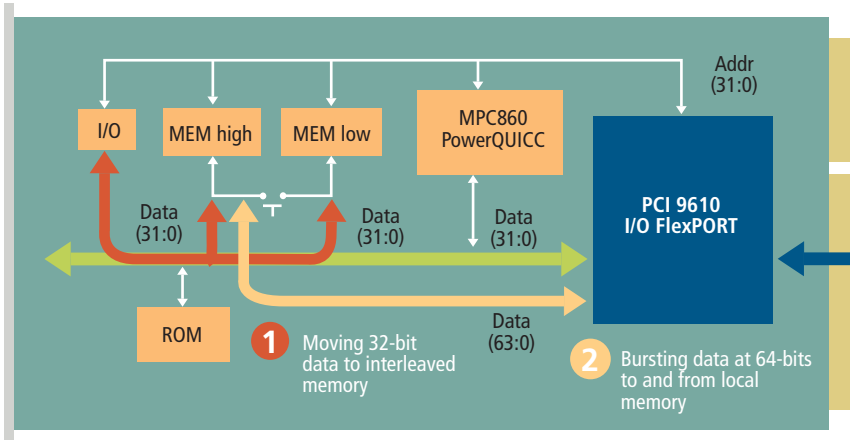 Addr
(31:0)
I/O
MEM high
MEM low
MPC860
PowerQUICC
PCI 9610
I/O FlexPORT
Data
(31:0)
Data
(31:0)
Data
(31:0)
ROM
1
Moving 32-bit
data to interleaved
memory
Data
(63:0)
2
Bursting data at 64-bits
to and from local
memory